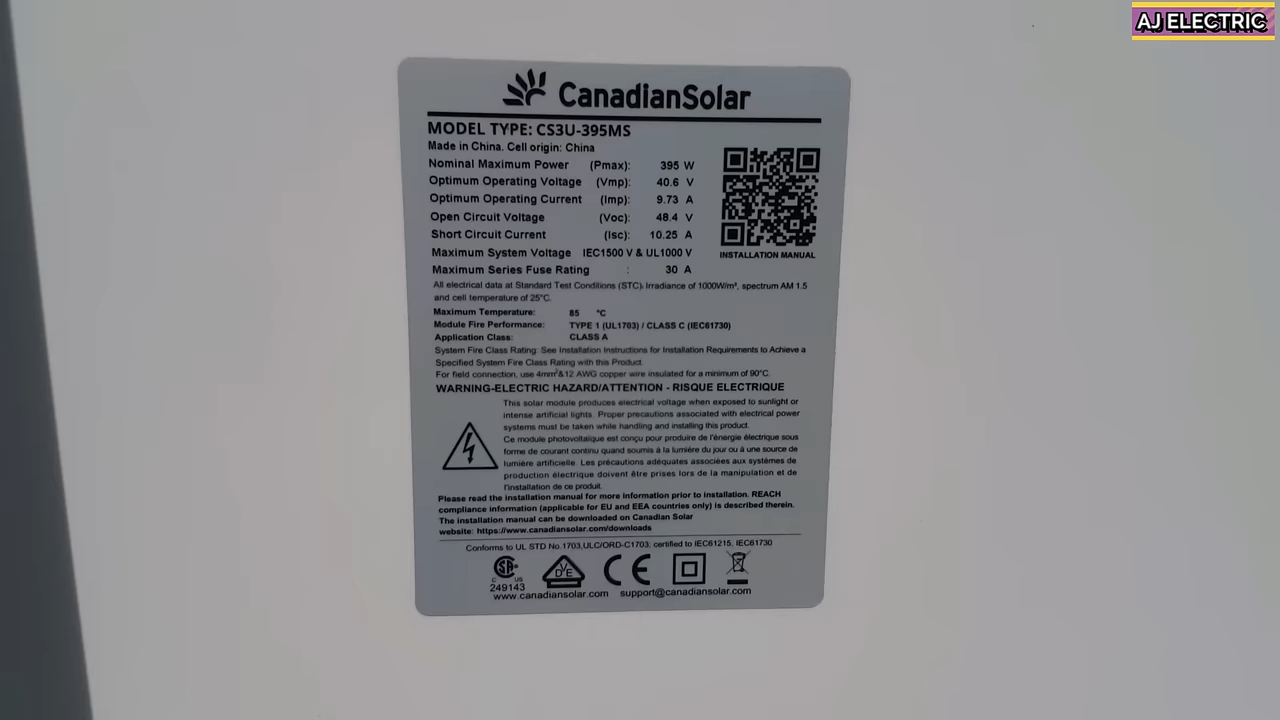 AJ ELECTRIC
CanadianSolar
MODEL TYPE: CS3U-395MS
Made in China. Cell origin: China
Nominal Maximum Power (Pmax): 395 W
Optimum Operating Voltage (Vmp): 40.6 V
Optimum Operating Current (Imp): 9.73 A
Open Circuit Voltage (Voc): 48.4 V
Short Circuit Current (Isc): 10.25 A
Maximum System Voltage IEC1500 V & UL1000 V
Maximum Series Fuse Rating : 30 A
INSTALLATION MANUAL
All electrical data at Standard Test Conditions (STC). Irradiance of 1000W/m², spectrum AM 1.5
and cell temperature of 25°C.
Maximum Temperature: 85 °C
Module Fire Performance: TYPE 1 (UL1703) / CLASS C (IEC61730)
Application Class: CLASS A
System Fire Class Rating: See Installation Instructions for Installation Requirements to Achieve a
Specified System Fire Class Rating with this Product.
For field connection, use 4mm²&12 AWG copper wire insulated for a minimum of 90°C.
WARNING-ELECTRIC HAZARD/ATTENTION - RISQUE ELECTRIQUE
This solar module produces electrical voltage when exposed to sunlight or
intense artificial lights. Proper precautions associated with electrical power
systems must be taken while handling and installing this product.
Ce module photovoltaïque est conçu pour produire de l'énergie électrique sous
forme de courant continu quand soumis à la lumière du jour ou à une source de
lumière artificielle. Les précautions adéquates associées aux systèmes de
production électrique doivent être prises lors de la manipulation et de
l'installation de ce produit.
Please read the installation manual for more information prior to installation. REACH
compliance information (applicable for EU and EEA countries only) is described therein.
The installation manual can be downloaded on Canadian Solar
website: https://www.canadiansolar.com/downloads
Conforms to UL STD No.1703,ULC/ORD-C1703, certified to IEC61215, IEC61730
C US
VDE
CE
249143
www.canadiansolar.com support@canadiansolar.com